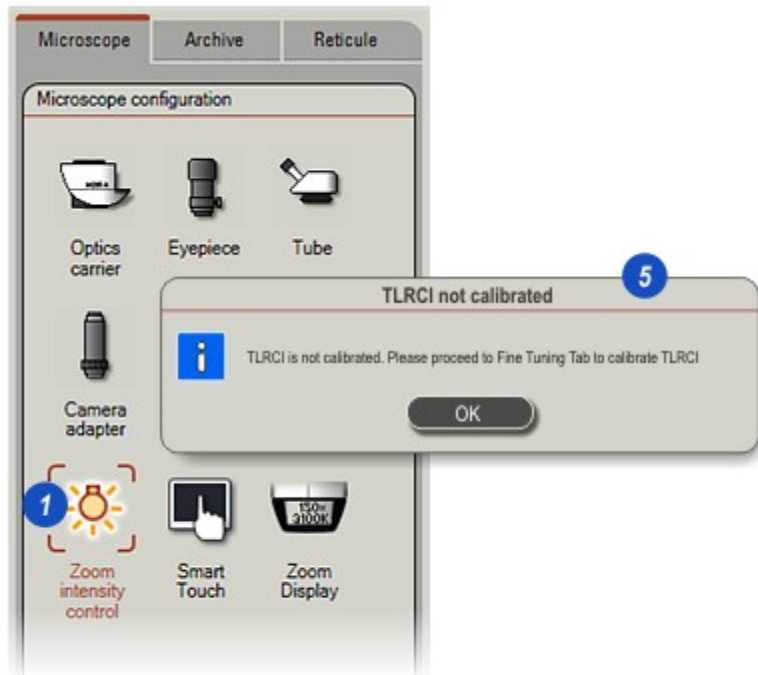 Microscope Archive Reticule
Microscope configuration
Optics Eyepiece Tube
carrier
5
TLRCI not calibrated
i TLRCI is not calibrated. Please proceed to Fine Tuning Tab to calibrate TLRCI
OK
Camera
adapter
1
150x
3100K
Zoom Smart Zoom
intensity Touch Display
control